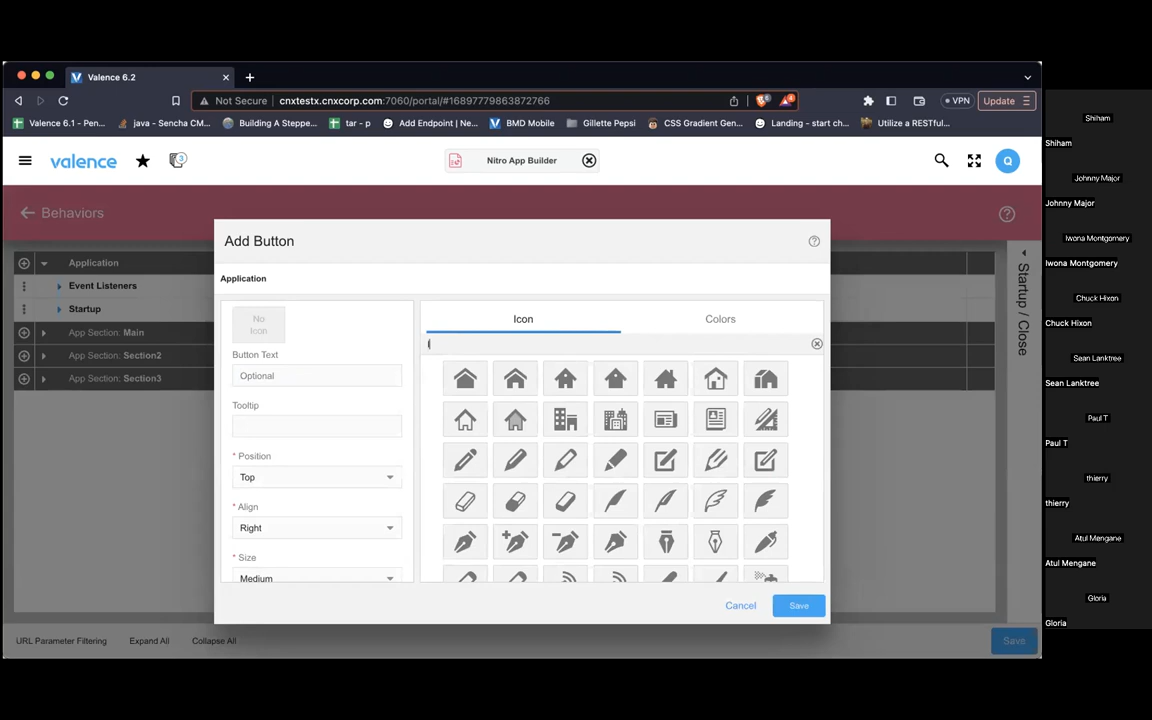 Valence 6.2
Not Secure
cnxtestx.cnxcorp.com:7060/portal/#16897779863872766
VPN
Update
Valence 6.1 - Pen...
java - Sencha CM...
Building A Steppe...
tar - p
Add Endpoint | Ne...
BMD Mobile
Gillette Pepsi
CSS Gradient Gen...
Landing - start ch...
Utilize a RESTful...
valence
3
Nitro App Builder
Q
Behaviors
Add Button
Application
Event Listeners
Startup
App Section: Main
App Section: Section2
App Section: Section3
Application
No
Icon
Button Text
Optional
Tooltip
* Position
Top
* Align
Right
* Size
Medium
Icon
Colors
Cancel
Save
Startup / Close
URL Parameter Filtering
Expand All
Collapse All
Save
Shiham
Shiham
Johnny Major
Johnny Major
Iwona Montgomery
Iwona Montgomery
Chuck Hixon
Chuck Hixon
Sean Lanktree
Sean Lanktree
Paul T
Paul T
thierry
thierry
Atul Mengane
Atul Mengane
Gloria
Gloria